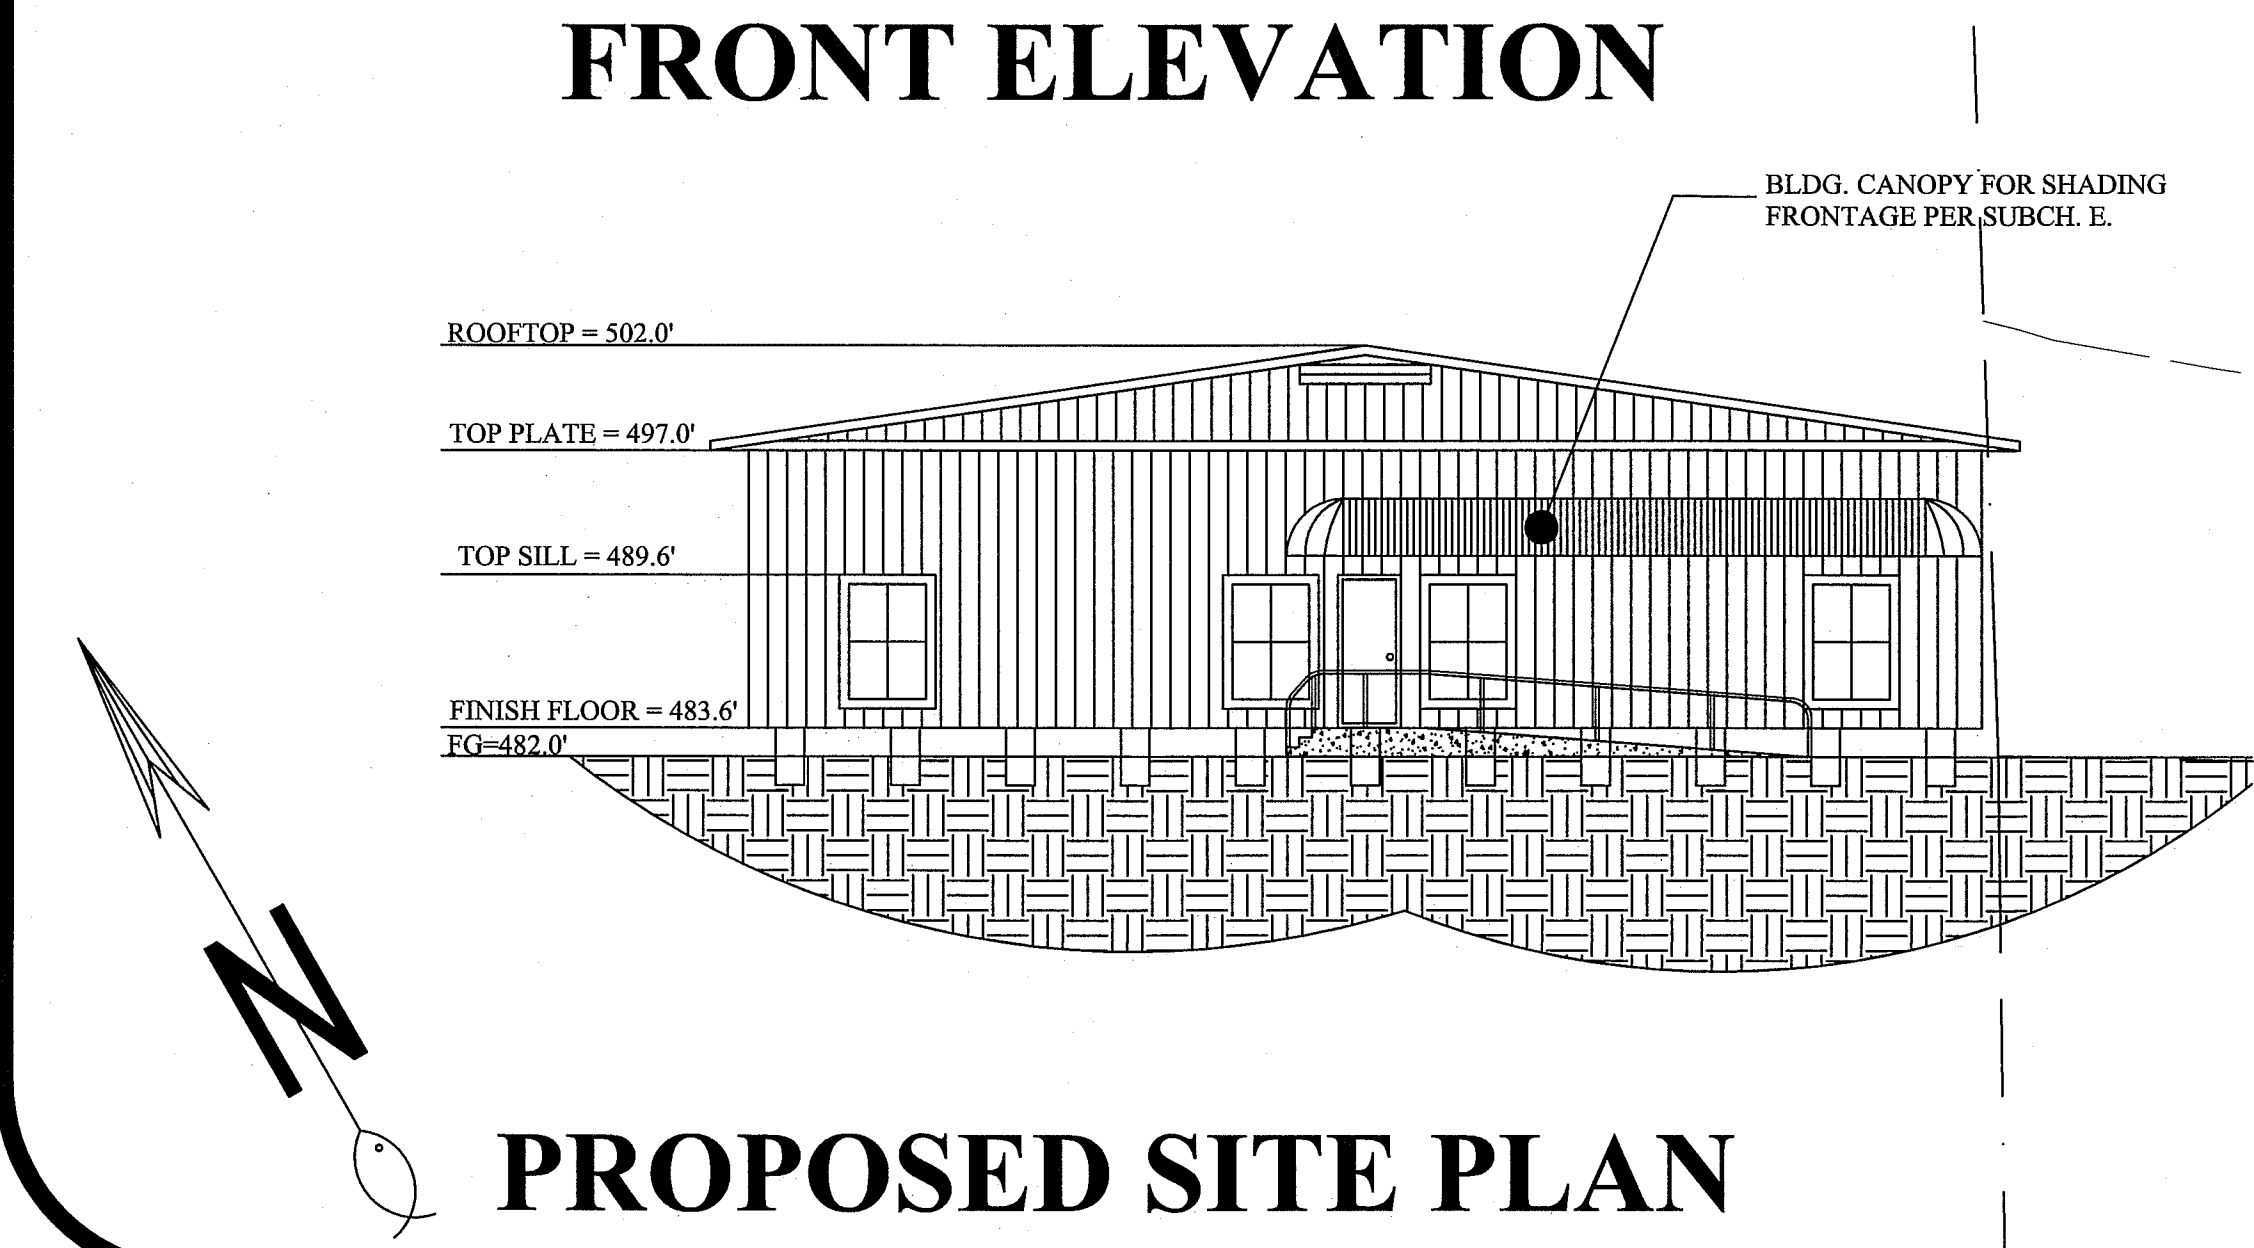 FRONT ELEVATION
BLDG. CANOPY FOR SHADING
FRONTAGE PER SUBCH. E.
ROOFTOP = 502.0'
TOP PLATE = 497.0'
TOP SILL = 489.6'
FINISH FLOOR = 483.6'
FG=482.0'
N
PROPOSED SITE PLAN